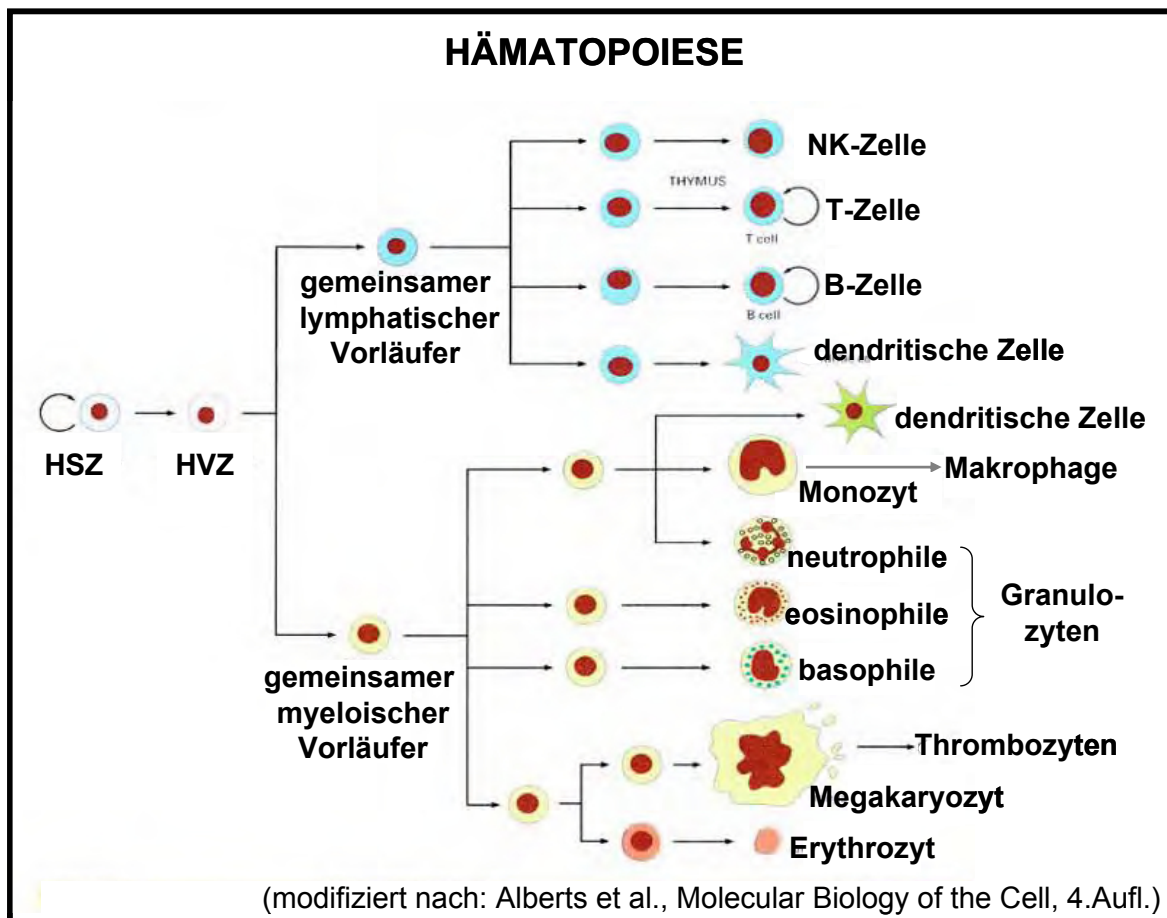 HÄMATOPOIESE
NK-Zelle
THYMUS
T-Zelle
T cell
gemeinsamer
lymphatischer
Vorläufer
B-Zelle
B cell
dendritische Zelle
dendritische Zelle
HSZ
HVZ
Monozyt
Makrophage
neutrophile
eosinophile
basophile
Granulo-
zyten
gemeinsamer
myeloischer
Vorläufer
Thrombozyten
Megakaryozyt
Erythrozyt
(modifiziert nach: Alberts et al., Molecular Biology of the Cell, 4.Aufl.)